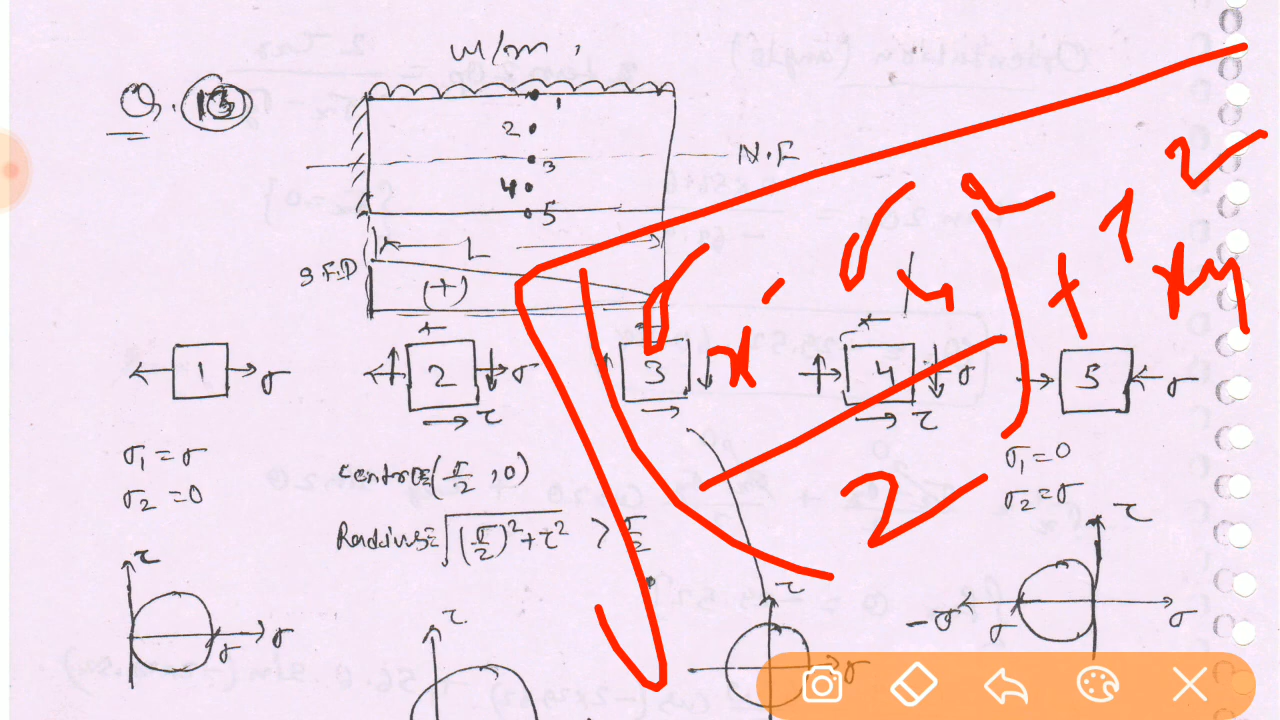 w/m.
Q. 13
1
2
3
4
5
N.A
L
S.F.D
(+)
1 σ
2 σ
τ
3
4 σ
τ
5 σ
σ1 = σ
σ2 = 0
centre = (σ/2, 0)
Radius = √((σ/2)² + τ²) > σ/2
σ1 = 0
σ2 = σ
τ
σ
σ
τ
τ
σ
τ
-σ
σ
σ
√((σx - σy / 2)² + τ²xy)